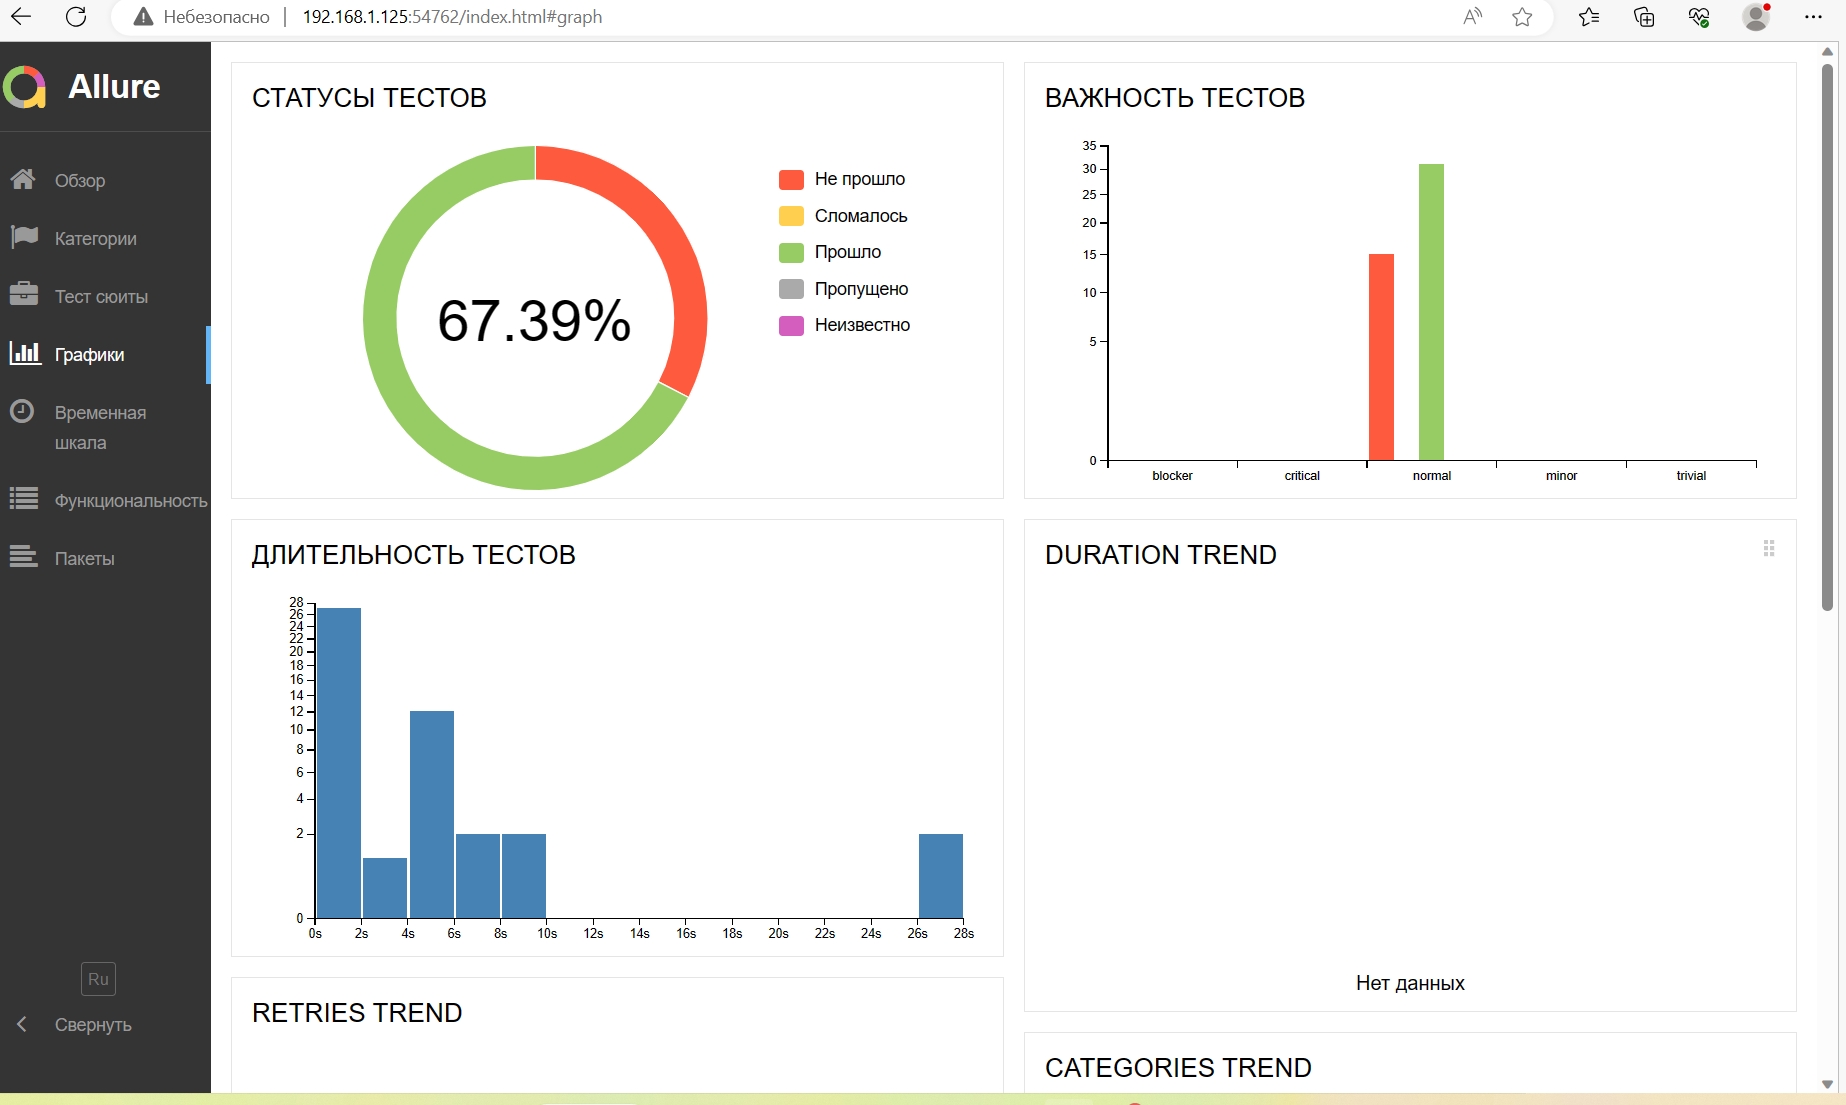 Небезопасно
192.168.1.125:54762/index.html#graph
Allure
Обзор
Категории
Тест сюиты
Графики
Временная
шкала
Функциональность
Пакеты
Ru
Свернуть
СТАТУСЫ ТЕСТОВ
67.39%
Не прошло
Сломалось
Прошло
Пропущено
Неизвестно
ВАЖНОСТЬ ТЕСТОВ
35
30
25
20
15
10
5
0
blocker critical normal minor trivial
ДЛИТЕЛЬНОСТЬ ТЕСТОВ
28
26
24
22
20
18
16
14
12
10
8
6
4
2
0
0s 2s 4s 6s 8s 10s 12s 14s 16s 18s 20s 22s 24s 26s 28s
DURATION TREND
Нет данных
RETRIES TREND
CATEGORIES TREND